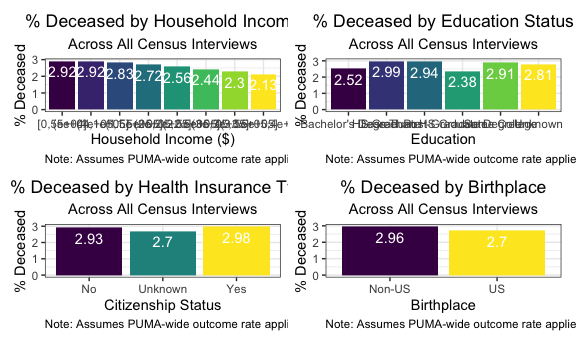 % Deceased by Household Incom
Across All Census Interviews
% Deceased
3
2
1
0
2.92 2.92 2.83 2.72 2.56 2.44 2.3 2.13
Household Income ($)
Note: Assumes PUMA-wide outcome rate appli
% Deceased by Education Status
Across All Census Interviews
% Deceased
3
2
1
0
2.52 2.99 2.94 2.38 2.91 2.81
Education
Note: Assumes PUMA-wide outcome rate applie
% Deceased by Health Insurance T
Across All Census Interviews
% Deceased
3
2
1
0
2.93 2.7 2.98
No Unknown Yes
Citizenship Status
Note: Assumes PUMA-wide outcome rate appli
% Deceased by Birthplace
Across All Census Interviews
% Deceased
3
2
1
0
2.96 2.7
Non-US US
Birthplace
Note: Assumes PUMA-wide outcome rate applie